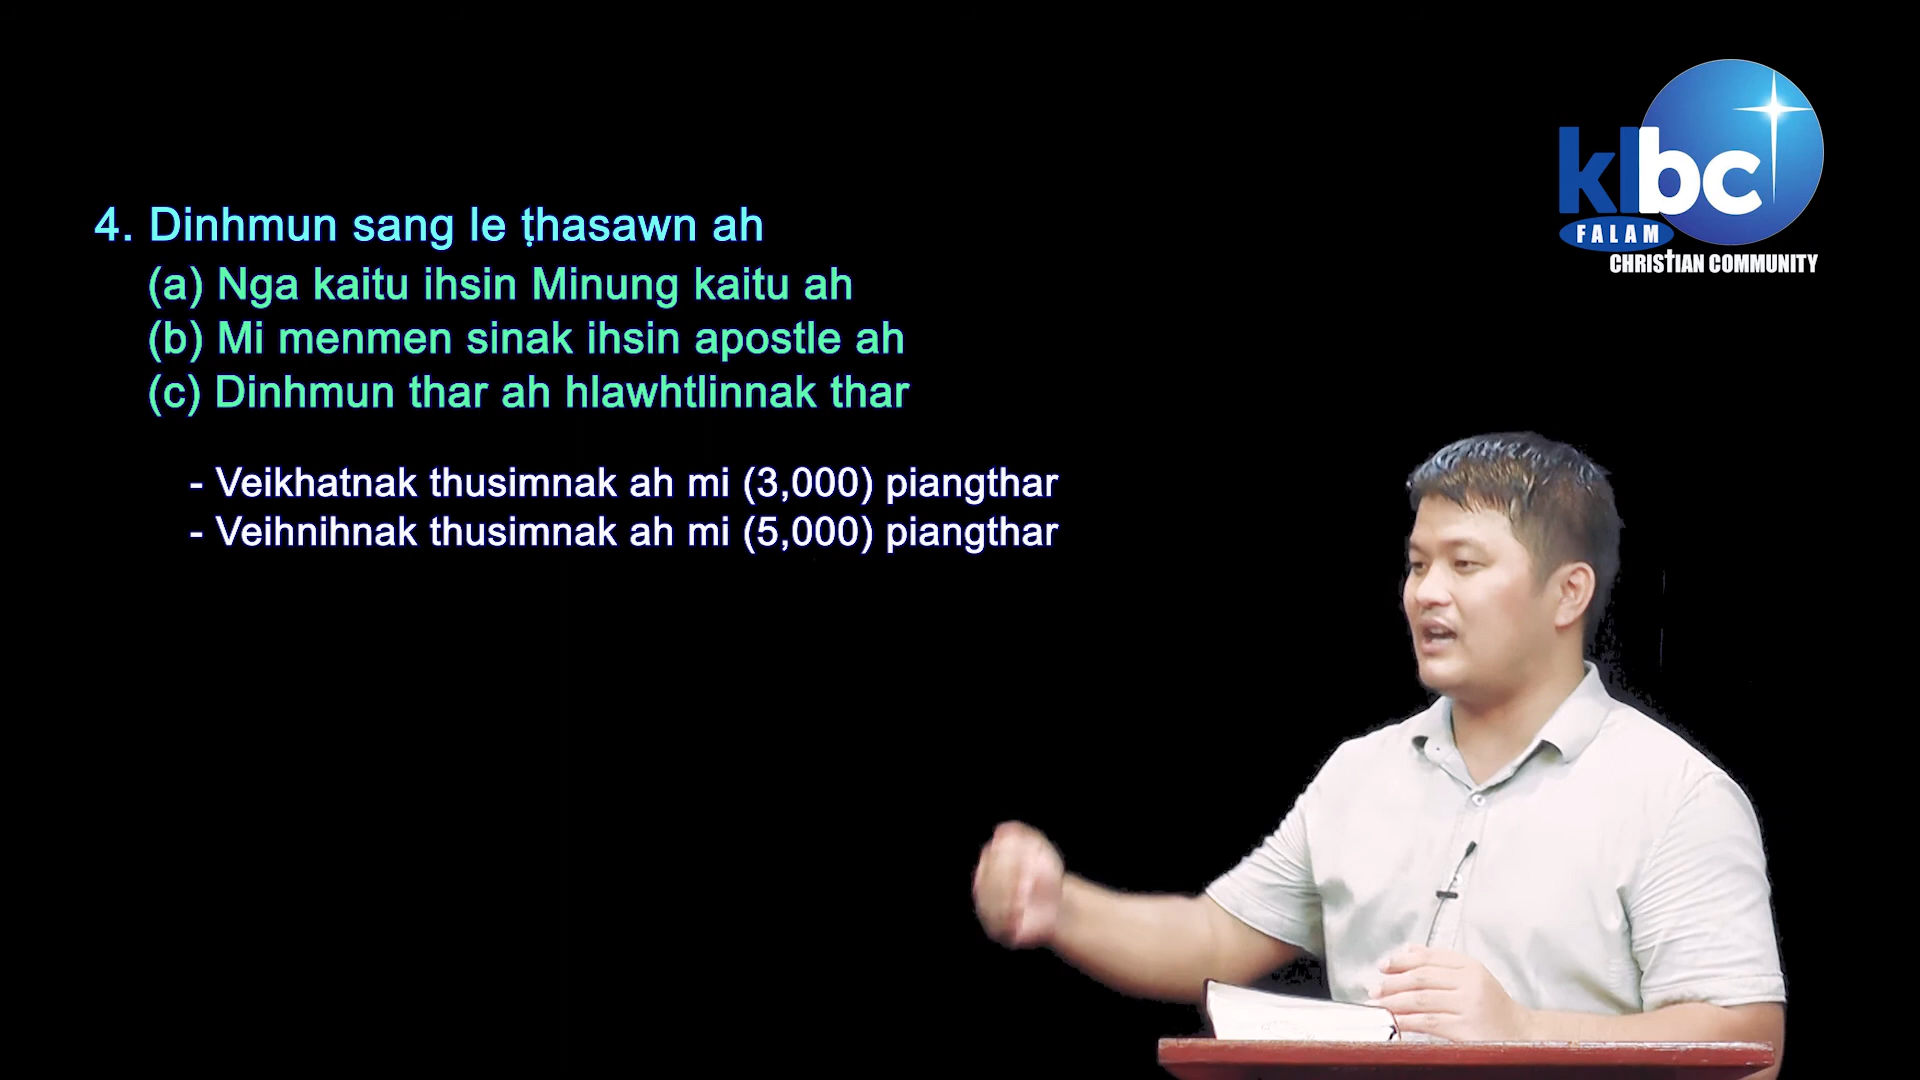 4. Dinhmun sang le ṭhasawn ah
(a) Nga kaitu ihsin Minung kaitu ah
(b) Mi menmen sinak ihsin apostle ah
(c) Dinhmun thar ah hlawhtlinnak thar
- Veikhatnak thusimnak ah mi (3,000) piangthar
- Veihnihnak thusimnak ah mi (5,000) piangthar
klbc
FALAM
CHRISTIAN COMMUNITY